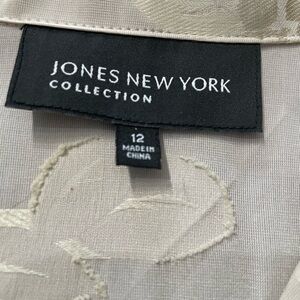 JONES NEW YORK
COLLECTION
12
MADE IN
CHINA